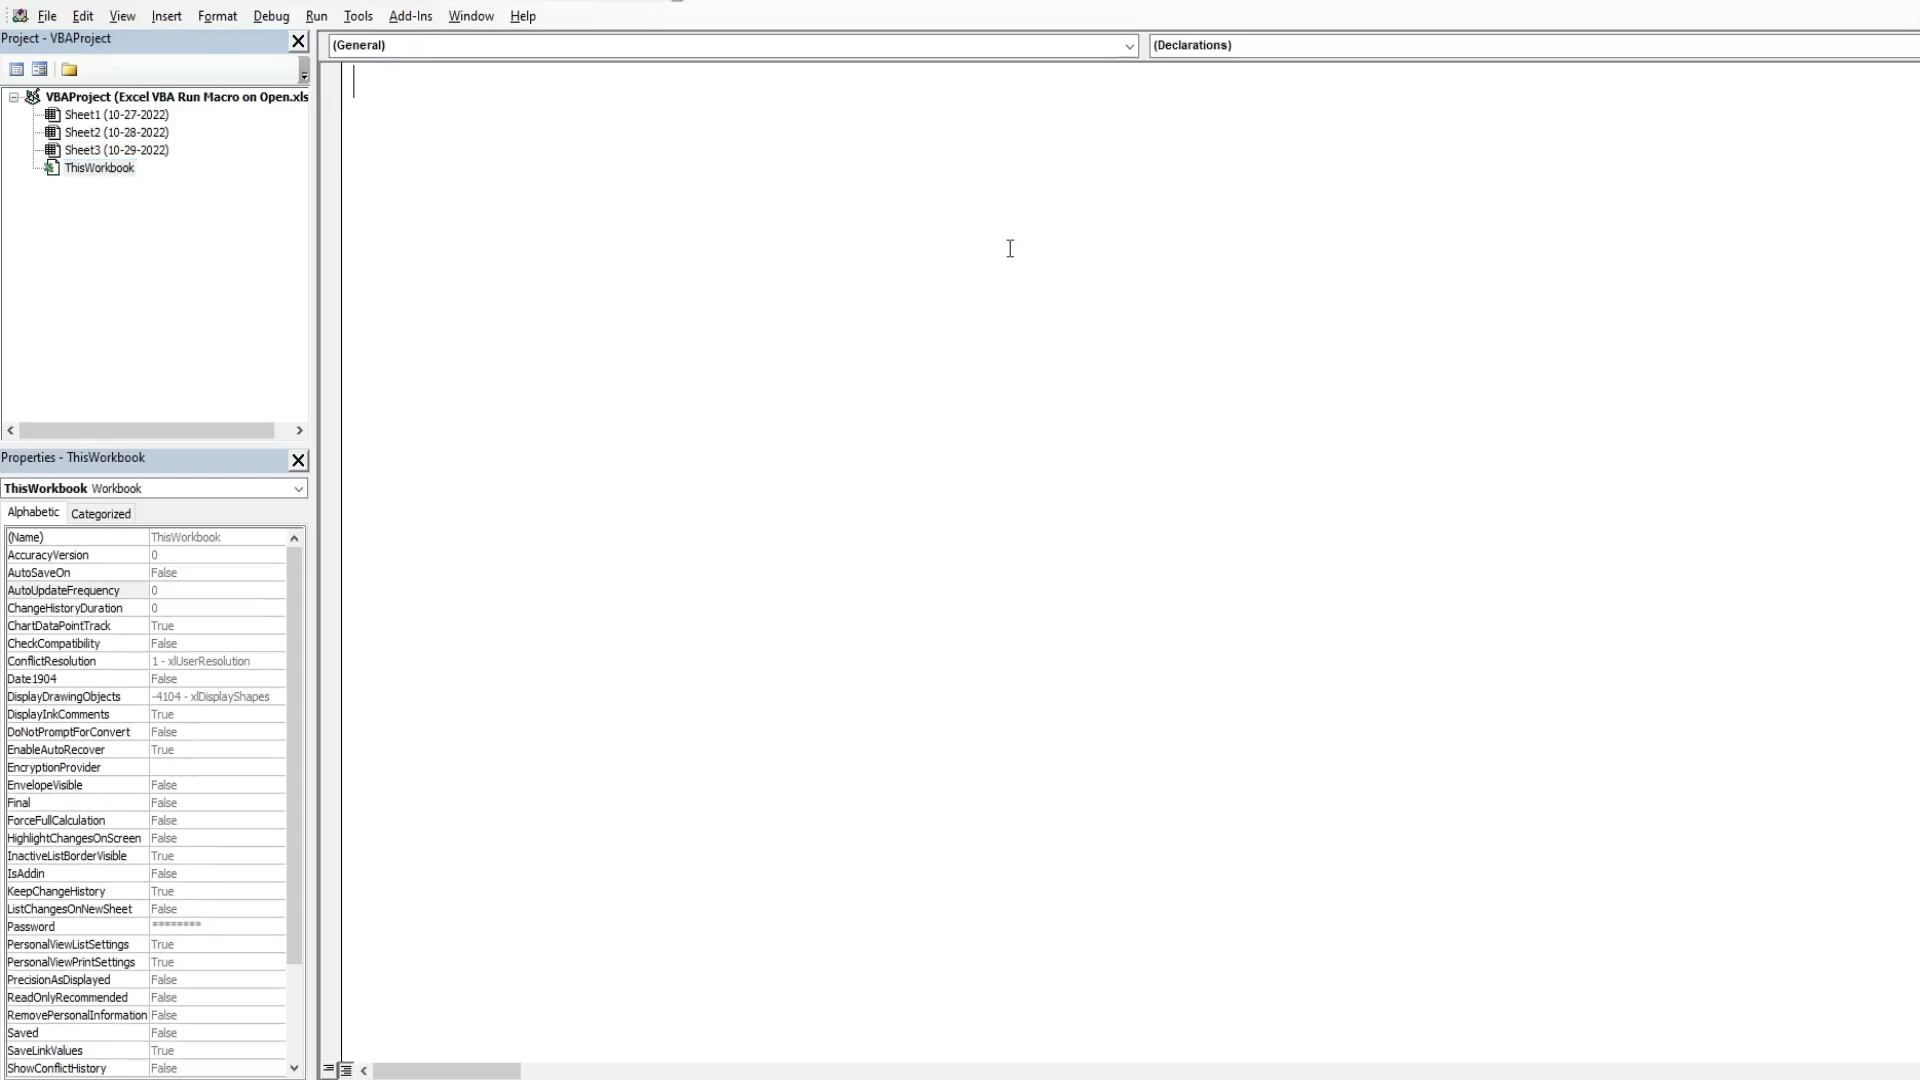 File Edit View Insert Format Debug Run Tools Add-Ins Window Help
Project - VBAProject
(General)
(Declarations)
VBAProject (Excel VBA Run Macro on Open.xls
Sheet1 (10-27-2022)
Sheet2 (10-28-2022)
Sheet3 (10-29-2022)
ThisWorkbook
Properties - ThisWorkbook
ThisWorkbook Workbook
Alphabetic Categorized
(Name) ThisWorkbook
AccuracyVersion 0
AutoSaveOn False
AutoUpdateFrequency 0
ChangeHistoryDuration 0
ChartDataPointTrack True
CheckCompatibility False
ConflictResolution 1 - xlUserResolution
Date1904 False
DisplayDrawingObjects -4104 - xlDisplayShapes
DisplayInkComments True
DoNotPromptForConvert False
EnableAutoRecover True
EncryptionProvider
EnvelopeVisible False
Final False
ForceFullCalculation False
HighlightChangesOnScreen False
InactiveListBorderVisible True
IsAddin False
KeepChangeHistory True
ListChangesOnNewSheet False
Password ********
PersonalViewListSettings True
PersonalViewPrintSettings True
PrecisionAsDisplayed False
ReadOnlyRecommended False
RemovePersonalInformation False
Saved False
SaveLinkValues True
ShowConflictHistory False